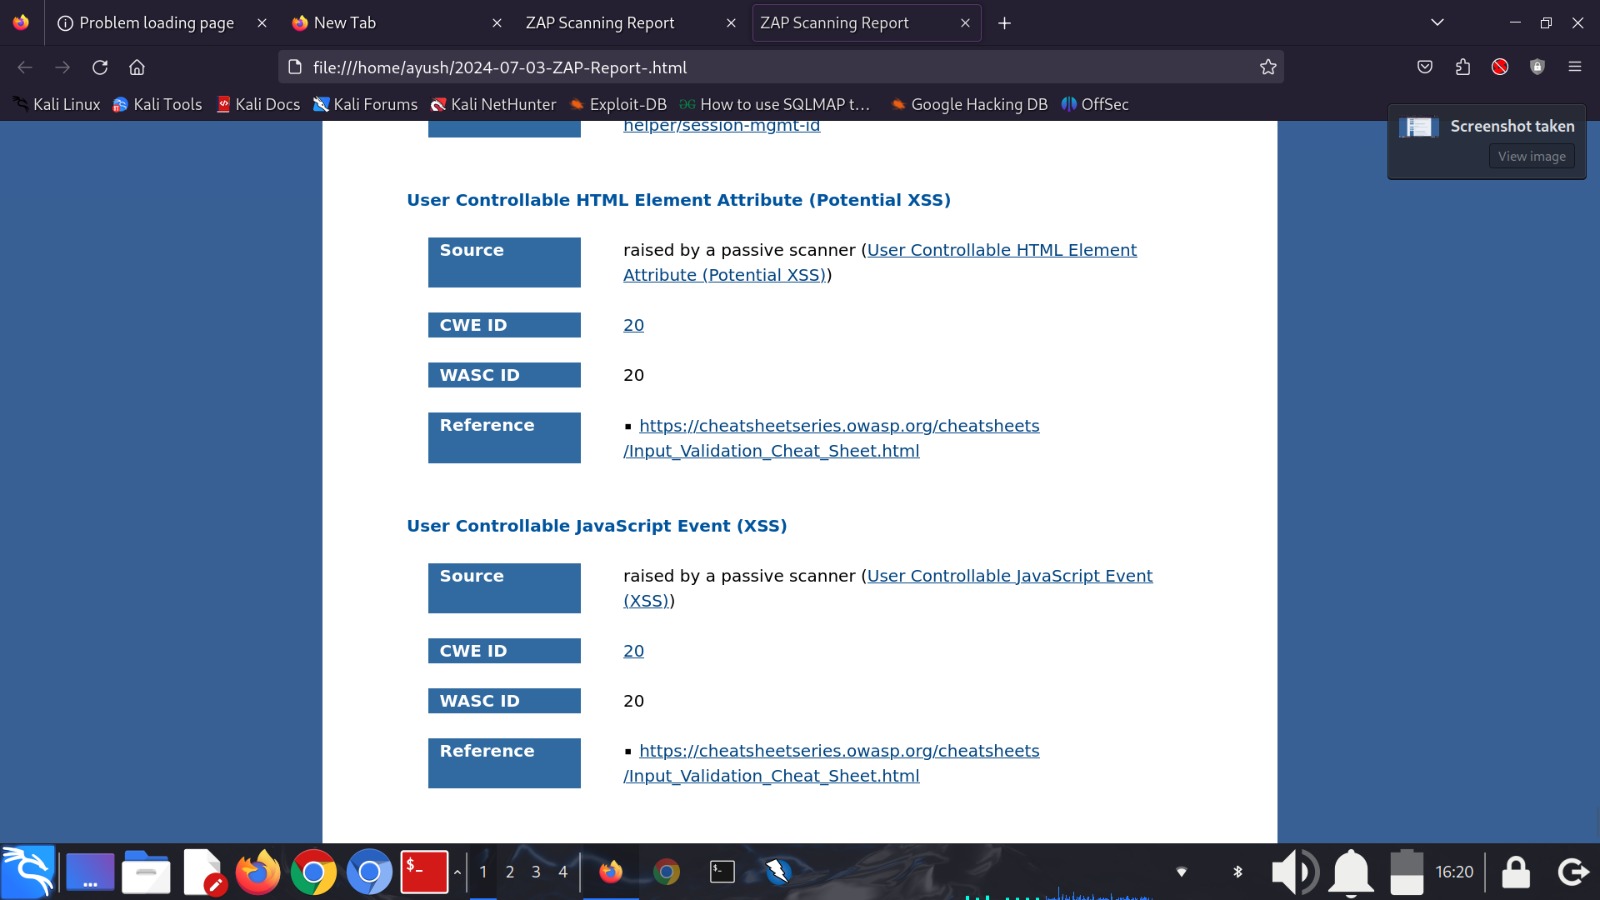 Problem loading page
New Tab
ZAP Scanning Report
ZAP Scanning Report
file:///home/ayush/2024-07-03-ZAP-Report-.html
Kali Linux
Kali Tools
Kali Docs
Kali Forums
Kali NetHunter
Exploit-DB
How to use SQLMAP t...
Google Hacking DB
OffSec
Screenshot taken
View image
helper/session-mgmt-id
User Controllable HTML Element Attribute (Potential XSS)
Source
raised by a passive scanner (User Controllable HTML Element
Attribute (Potential XSS))
CWE ID
20
WASC ID
20
Reference
▪ https://cheatsheetseries.owasp.org/cheatsheets
/Input_Validation_Cheat_Sheet.html
User Controllable JavaScript Event (XSS)
Source
raised by a passive scanner (User Controllable JavaScript Event
(XSS))
CWE ID
20
WASC ID
20
Reference
▪ https://cheatsheetseries.owasp.org/cheatsheets
/Input_Validation_Cheat_Sheet.html
$_
1 2 3 4
16:20